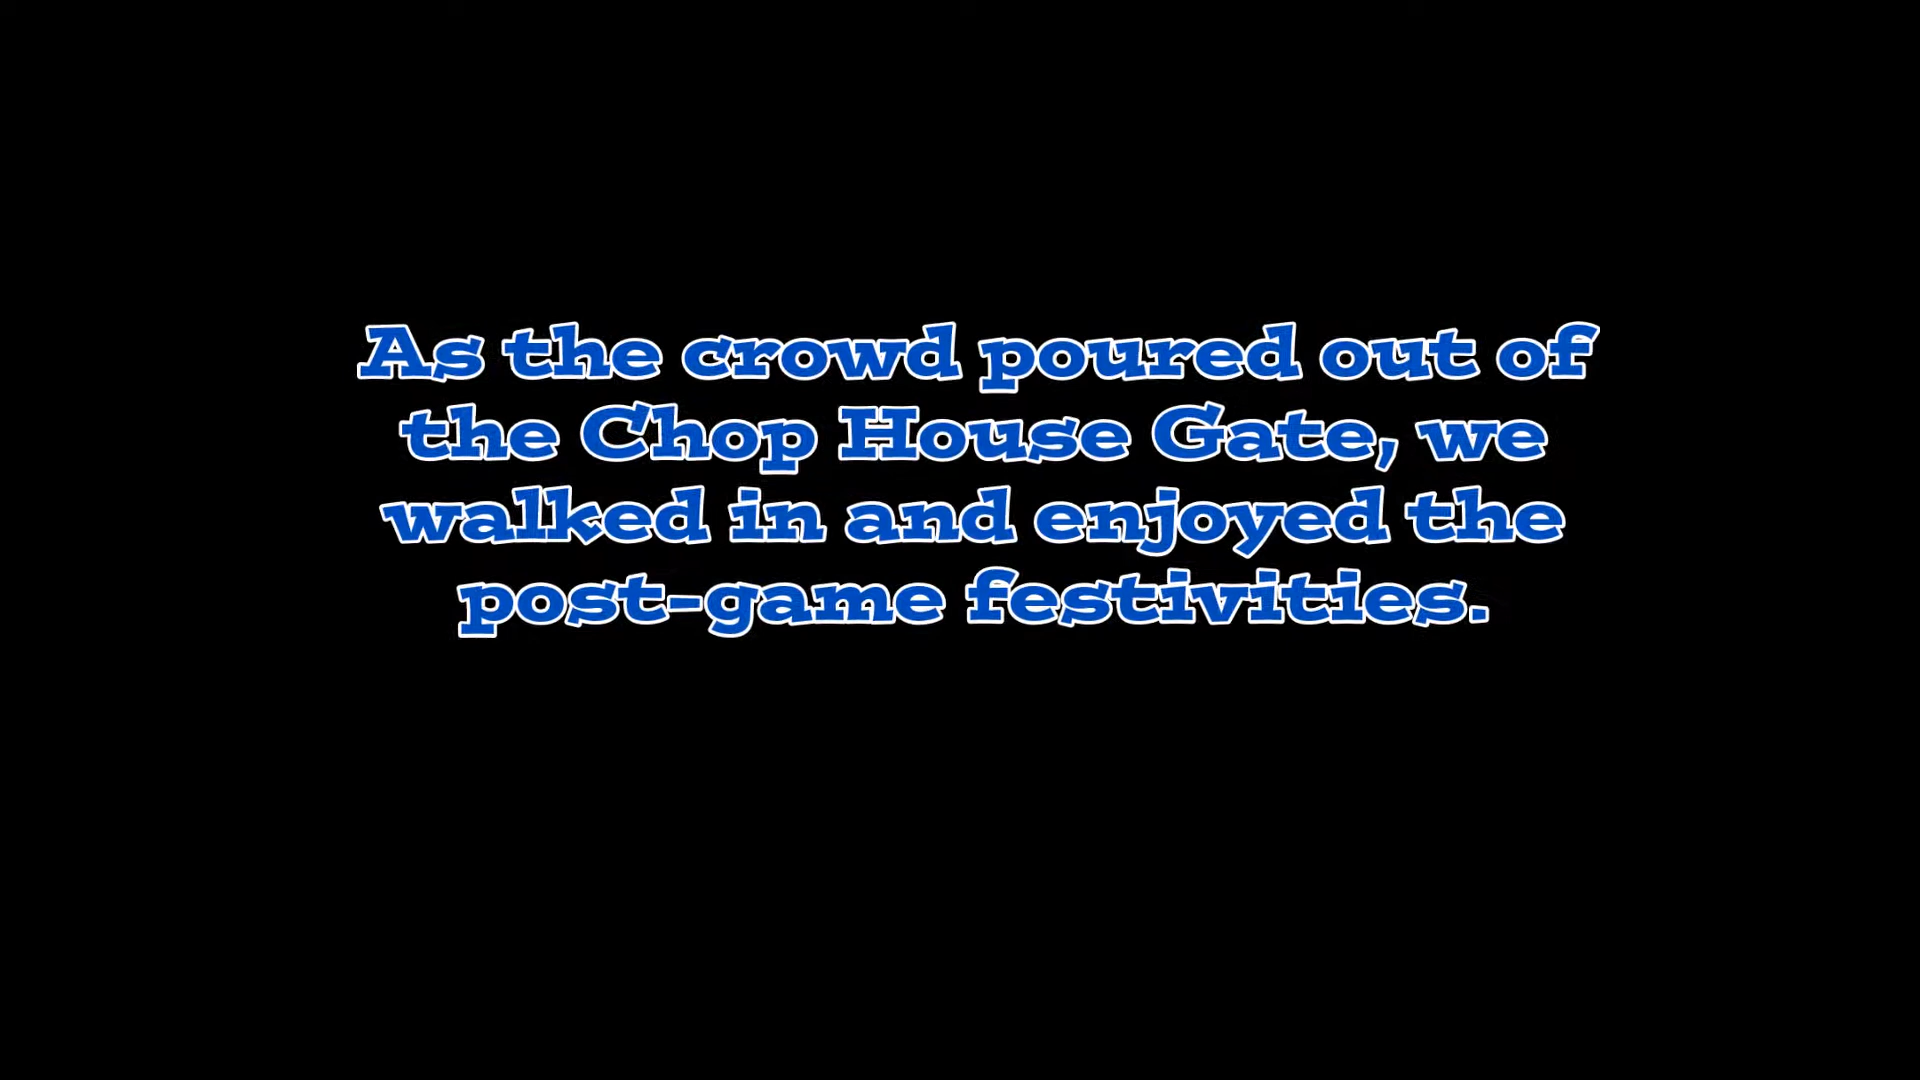 As the crowd poured out of
the Chop House Gate, we
walked in and enjoyed the
post-game festivities.